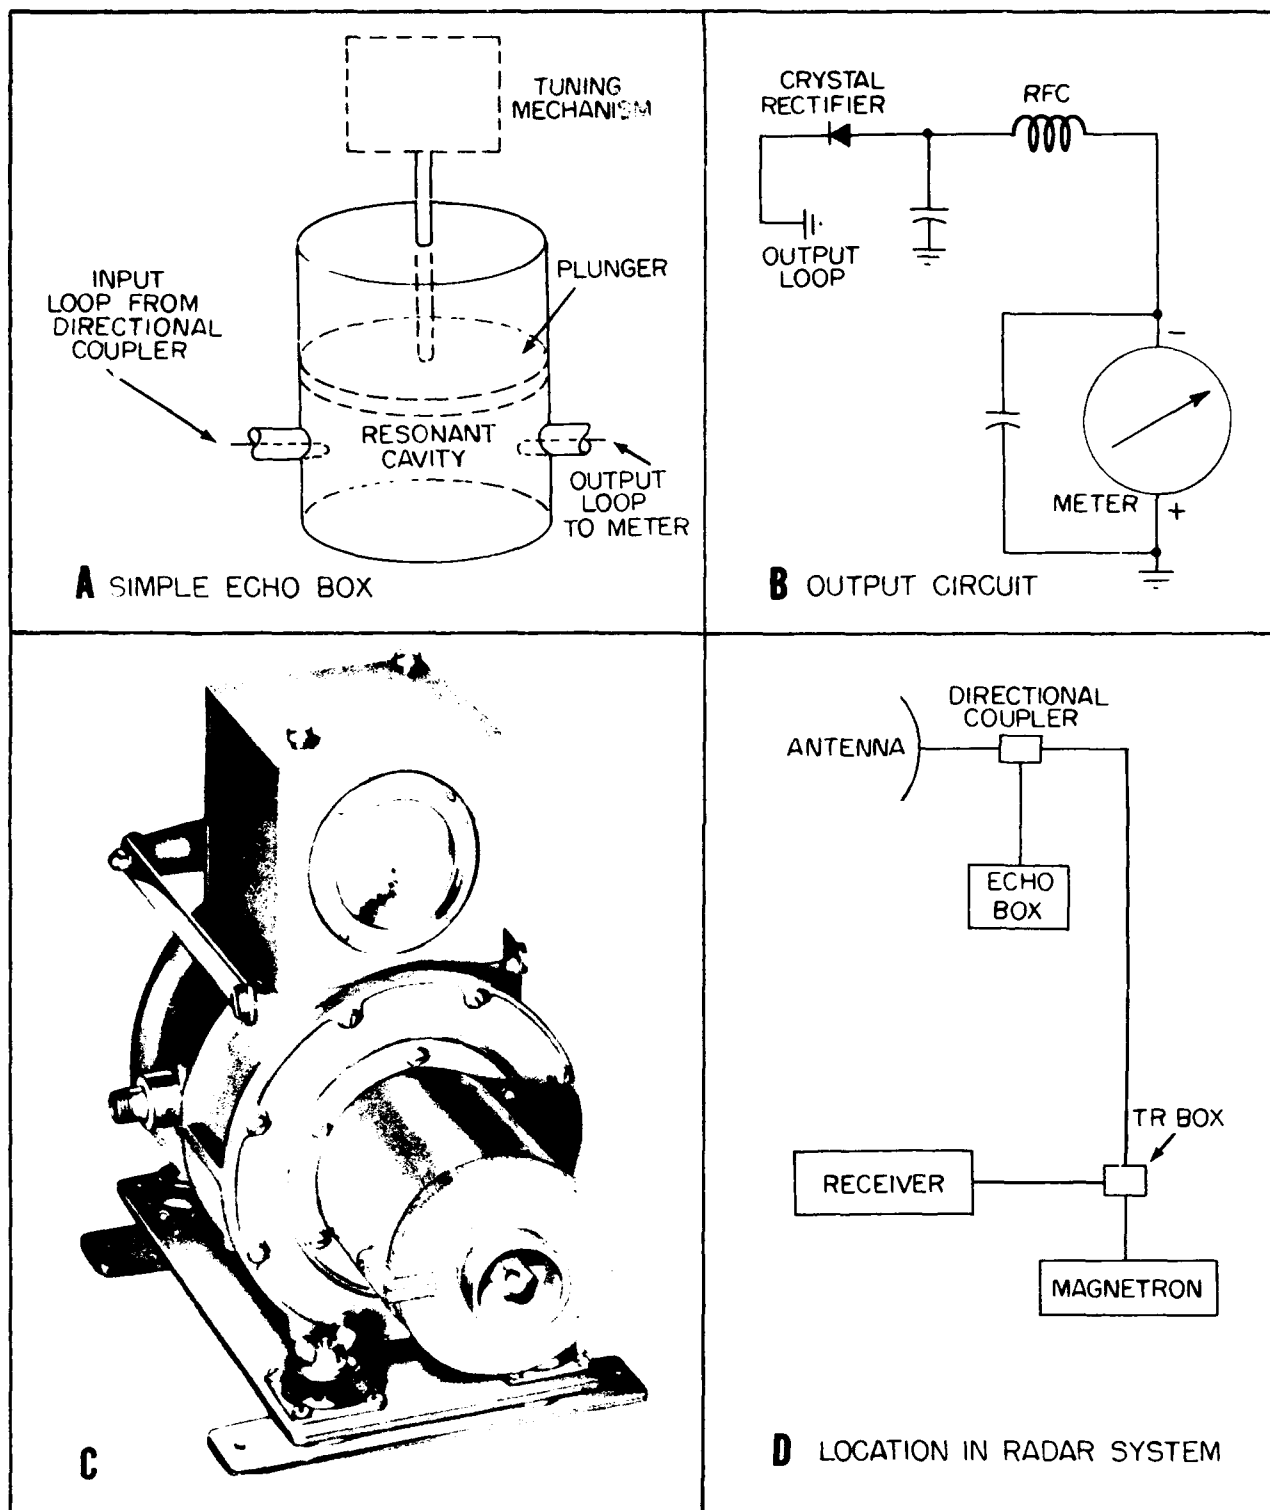 TUNING
MECHANISM
INPUT
LOOP FROM
DIRECTIONAL
COUPLER
PLUNGER
RESONANT
CAVITY
OUTPUT
LOOP
TO METER
A SIMPLE ECHO BOX
CRYSTAL
RECTIFIER
RFC
OUTPUT
LOOP
-
METER
+
B OUTPUT CIRCUIT
C
DIRECTIONAL
COUPLER
ANTENNA
ECHO
BOX
TR BOX
RECEIVER
MAGNETRON
D LOCATION IN RADAR SYSTEM